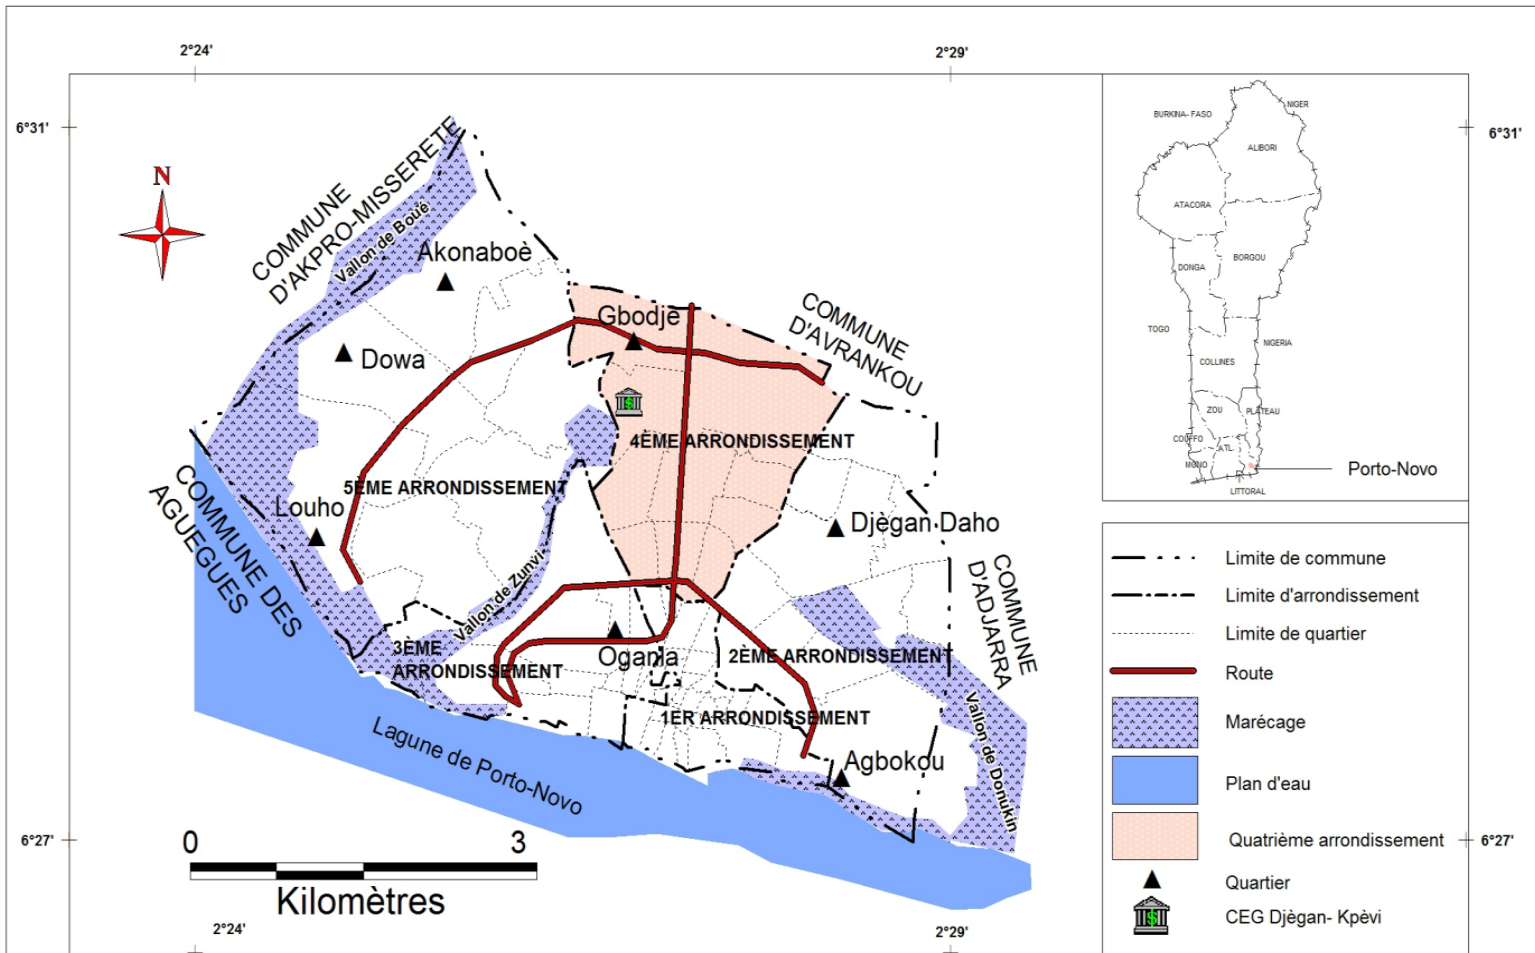 2°24'
2°29'
6°31'
6°31'
N
COMMUNE
D'AKPRO-MISSERETE
Vallon de Boué
Akonaboè
Gbodjè
COMMUNE
D'AVRANKOU
Dowa
4ÈME ARRONDISSEMENT
5ÈME ARRONDISSEMENT
Louho
COMMUNE DES
AGUEGUES
Djègan Daho
Vallon de Zunvi
COMMUNE
D'ADJARRA
3ÈME
ARRONDISSEMENT
Ogania
2ÈME ARRONDISSEMENT
1ER ARRONDISSEMENT
Vallon de Donukin
Agbokou
Lagune de Porto-Novo
0
3
Kilomètres
6°27'
6°27'
2°24'
2°29'
BURKINA- FASO
NIGER
ALIBORI
ATACORA
BORGOU
DONGA
TOGO
NIGERIA
COLLINES
ZOU
PLATEAU
COUFFO
ATL
MONO
LITTORAL
Porto-Novo
Limite de commune
Limite d'arrondissement
Limite de quartier
Route
Marécage
Plan d'eau
Quatrième arrondissement
Quartier
CEG Djègan- Kpèvi